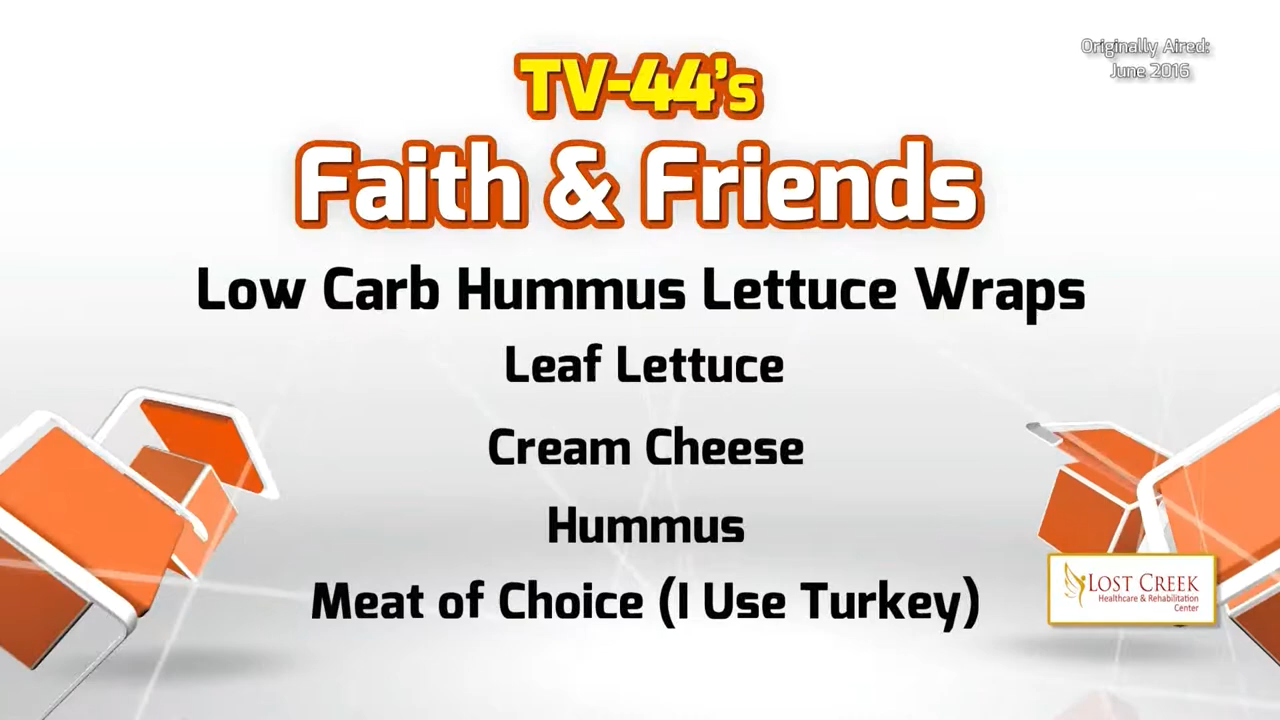 Originally Aired:
June 2016
TV-44's
Faith & Friends
Low Carb Hummus Lettuce Wraps
Leaf Lettuce
Cream Cheese
Hummus
Meat of Choice (I Use Turkey)
LOST CREEK
Healthcare & Rehabilitation
Center